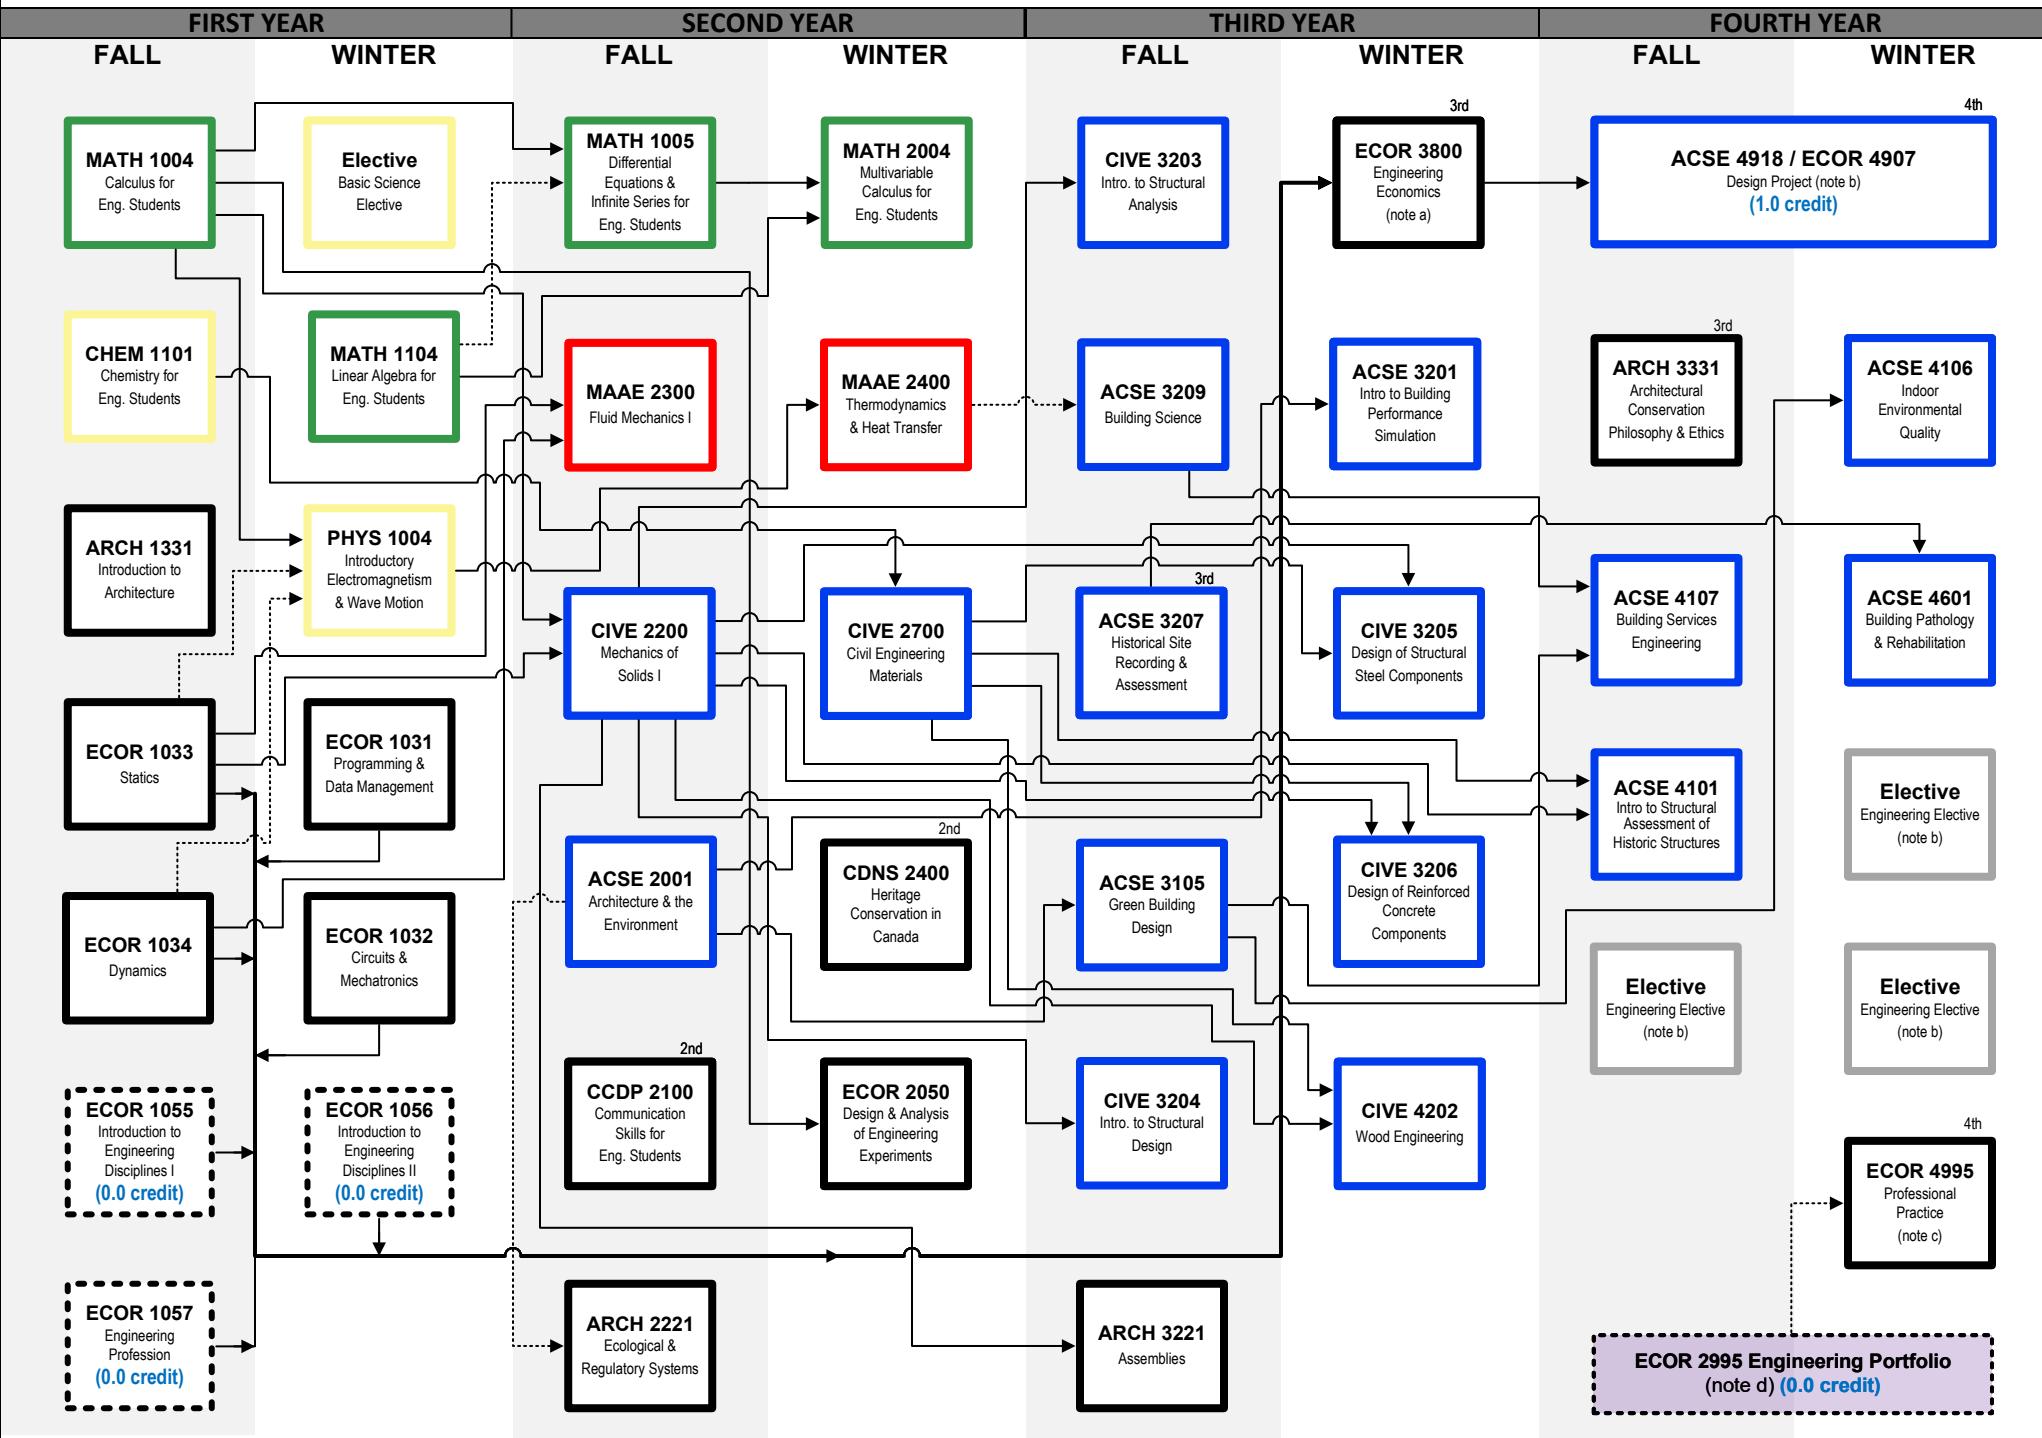 FIRST YEAR
SECOND YEAR
THIRD YEAR
FOURTH YEAR
FALL
WINTER
FALL
WINTER
FALL
WINTER
FALL
WINTER
MATH 1004
Calculus for
Eng. Students
Elective
Basic Science
Elective
MATH 1005
Differential
Equations &
Infinite Series for
Eng. Students
MATH 2004
Multivariable
Calculus for
Eng. Students
CIVE 3203
Intro. to Structural
Analysis
3rd
ECOR 3800
Engineering
Economics
(note a)
4th
ACSE 4918 / ECOR 4907
Design Project (note b)
(1.0 credit)
CHEM 1101
Chemistry for
Eng. Students
MATH 1104
Linear Algebra for
Eng. Students
MAAE 2300
Fluid Mechanics I
MAAE 2400
Thermodynamics
& Heat Transfer
ACSE 3209
Building Science
ACSE 3201
Intro to Building
Performance
Simulation
3rd
ARCH 3331
Architectural
Conservation
Philosophy & Ethics
ACSE 4106
Indoor
Environmental
Quality
ARCH 1331
Introduction to
Architecture
PHYS 1004
Introductory
Electromagnetism
& Wave Motion
CIVE 2200
Mechanics of
Solids I
CIVE 2700
Civil Engineering
Materials
3rd
ACSE 3207
Historical Site
Recording &
Assessment
CIVE 3205
Design of Structural
Steel Components
ACSE 4107
Building Services
Engineering
ACSE 4601
Building Pathology
& Rehabilitation
ECOR 1033
Statics
ECOR 1031
Programming &
Data Management
ACSE 4101
Intro to Structural
Assessment of
Historic Structures
Elective
Engineering Elective
(note b)
ECOR 1034
Dynamics
ECOR 1032
Circuits &
Mechatronics
ACSE 2001
Architecture & the
Environment
2nd
CDNS 2400
Heritage
Conservation in
Canada
ACSE 3105
Green Building
Design
CIVE 3206
Design of Reinforced
Concrete
Components
Elective
Engineering Elective
(note b)
Elective
Engineering Elective
(note b)
ECOR 1055
Introduction to
Engineering
Disciplines I
(0.0 credit)
ECOR 1056
Introduction to
Engineering
Disciplines II
(0.0 credit)
2nd
CCDP 2100
Communication
Skills for
Eng. Students
ECOR 2050
Design & Analysis
of Engineering
Experiments
CIVE 3204
Intro. to Structural
Design
CIVE 4202
Wood Engineering
4th
ECOR 4995
Professional
Practice
(note c)
ECOR 1057
Engineering
Profession
(0.0 credit)
ARCH 2221
Ecological &
Regulatory Systems
ARCH 3221
Assemblies
ECOR 2995 Engineering Portfolio
(note d) (0.0 credit)